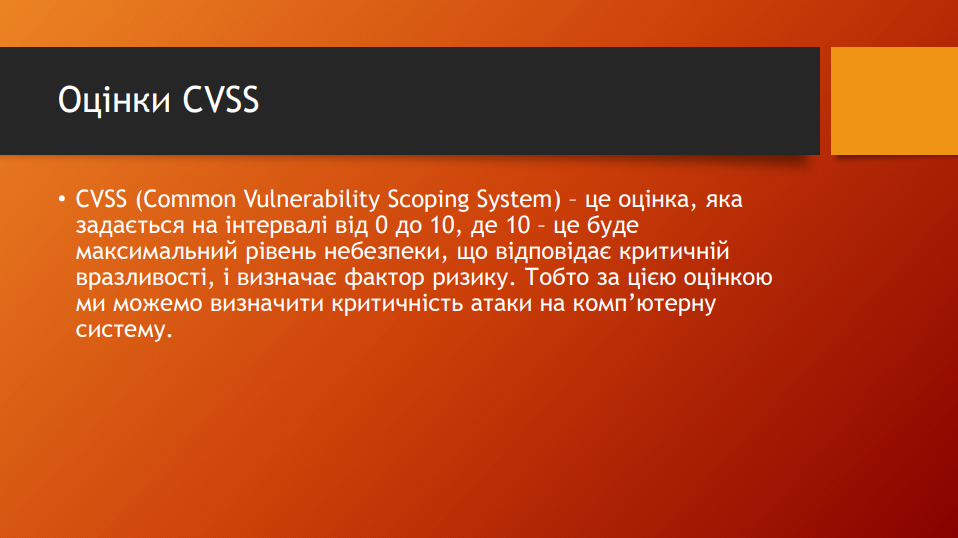 Оцінки CVSS
• CVSS (Common Vulnerability Scoping System) – це оцінка, яка
задається на інтервалі від 0 до 10, де 10 – це буде
максимальний рівень небезпеки, що відповідає критичній
вразливості, і визначає фактор ризику. Тобто за цією оцінкою
ми можемо визначити критичність атаки на комп’ютерну
систему.